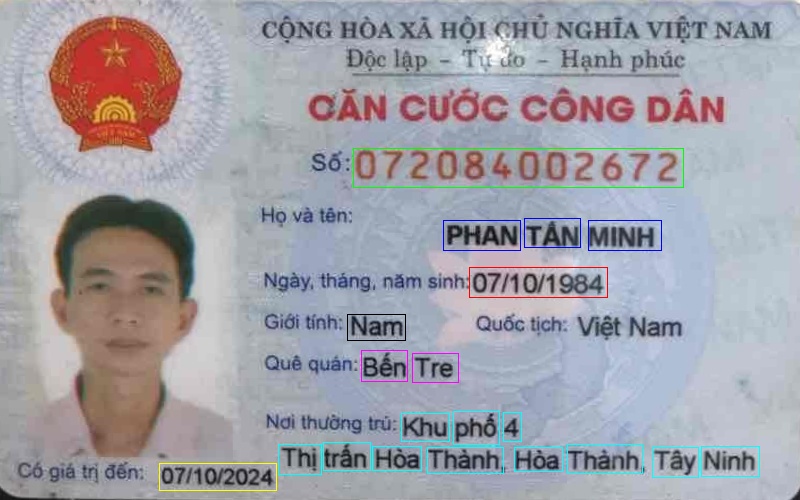 CỘNG HÒA XÃ HỘI CHỦ NGHĨA VIỆT NAM
Độc lập - Tự do - Hạnh phúc
CĂN CƯỚC CÔNG DÂN
Số: 072084002672
Họ và tên:
PHAN TẤN MINH
Ngày, tháng, năm sinh: 07/10/1984
Giới tính: Nam Quốc tịch: Việt Nam
Quê quán: Bến Tre
Nơi thường trú: Khu phố 4
Thị trấn Hòa Thành, Hòa Thành, Tây Ninh
Có giá trị đến: 07/10/2024